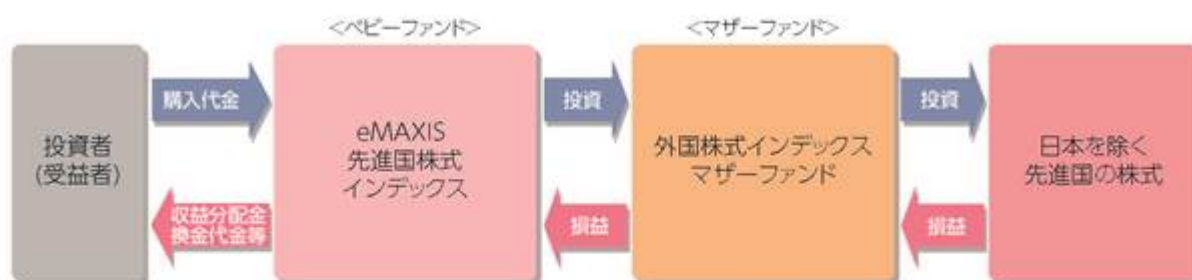 <ベビーファンド>
<マザーファンド>
投資者
(受益者)
購入代金
収益分配金
換金代金等
eMAXIS
先進国株式
インデックス
投資
損益
外国株式インデックス
マザーファンド
投資
損益
日本を除く
先進国の株式